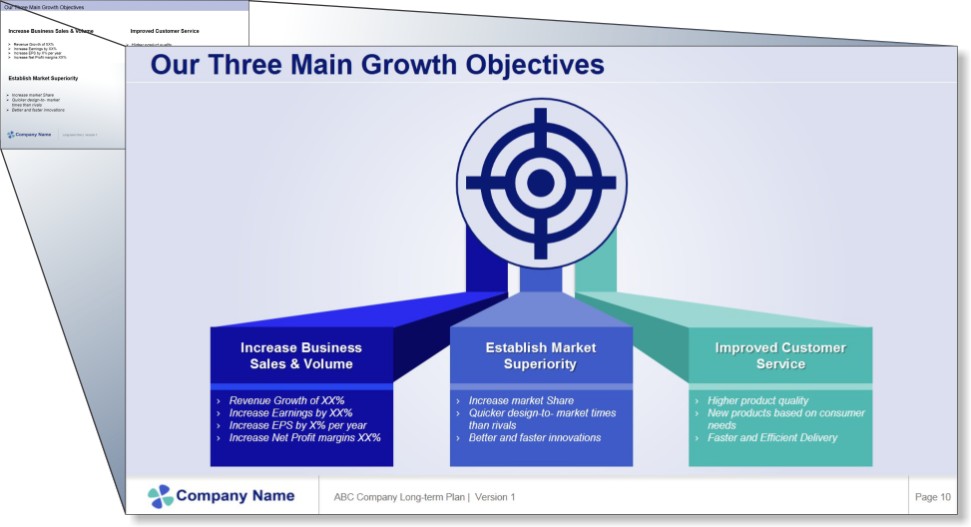 Our Three Main Growth Objectives
Increase Business Sales & Volume
Improved Customer Service
Revenue Growth of XX%
Increase Earnings by XX%
Increase EPS by X% per year
Increase Net Profit margins XX%
Establish Market Superiority
Increase market Share
Quicker design-to- market
times than rivals
Better and faster innovations
Company Name
Our Three Main Growth Objectives
Increase Business
Sales & Volume
› Revenue Growth of XX%
› Increase Earnings by XX%
› Increase EPS by X% per year
› Increase Net Profit margins XX%
Establish Market
Superiority
› Increase market Share
› Quicker design-to- market times
than rivals
› Better and faster innovations
Improved Customer
Service
› Higher product quality
› New products based on consumer
needs
› Faster and Efficient Delivery
Company Name
ABC Company Long-term Plan | Version 1
Page 10